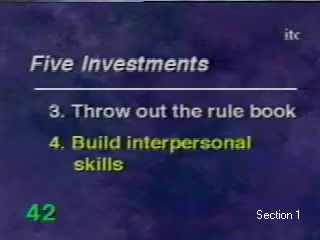 itc
Five Investments
3. Throw out the rule book
4. Build interpersonal
skills
42
Section 1